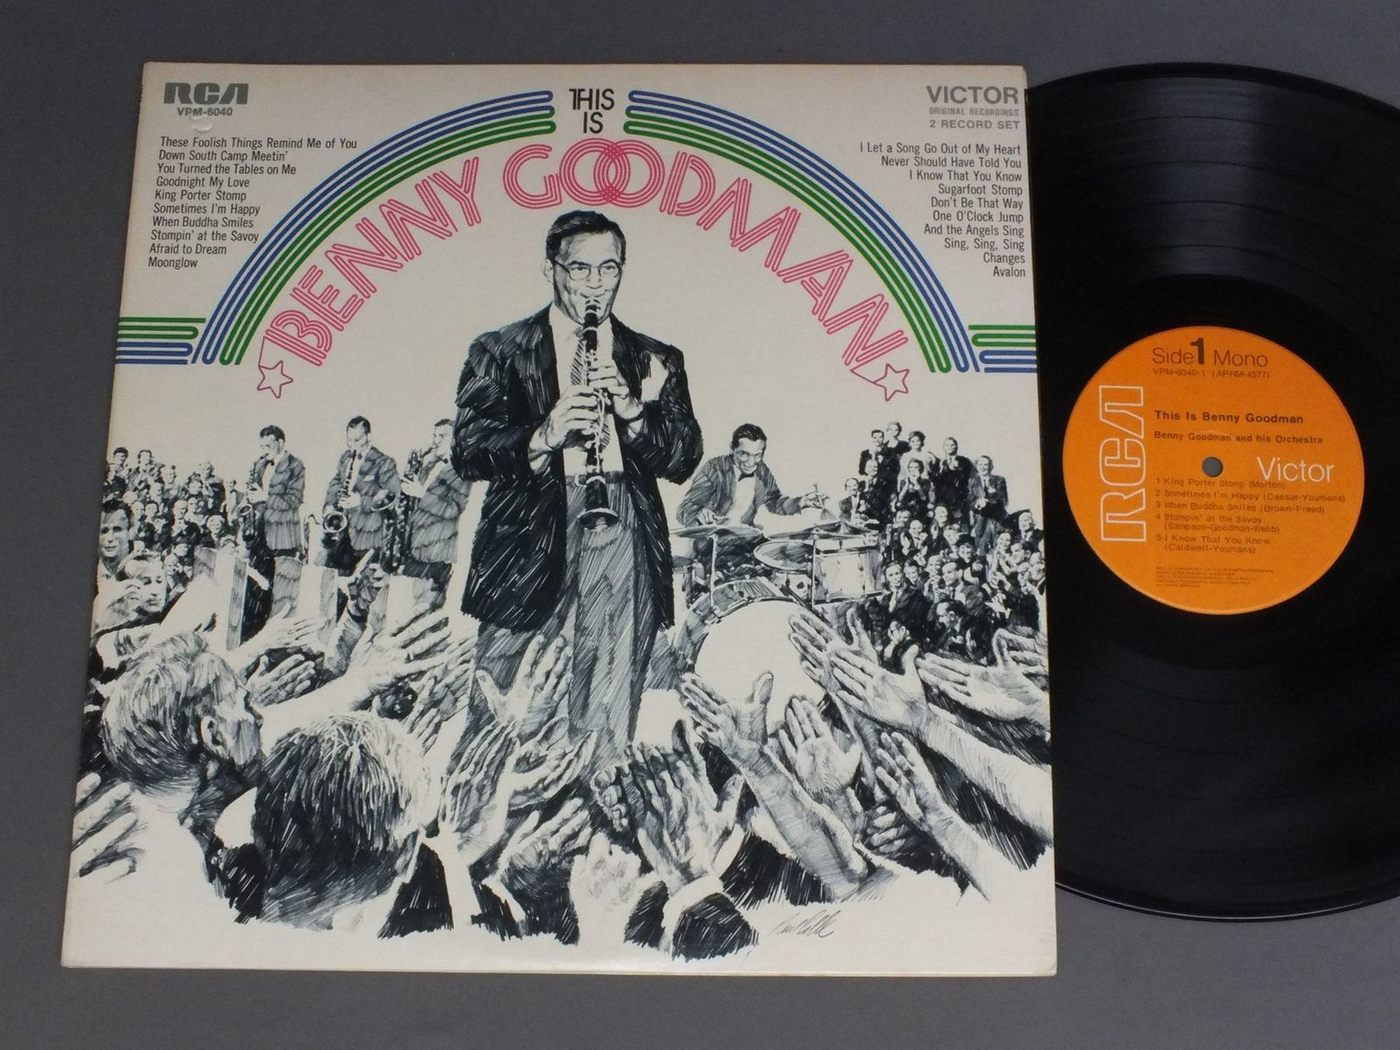 RCA
VPM-6040
THIS
IS
BENNY GOODMAN
VICTOR
ORIGINAL RECORDINGS
2 RECORD SET
These Foolish Things Remind Me of You
Down South Camp Meetin'
You Turned the Tables on Me
Goodnight My Love
King Porter Stomp
Sometimes I'm Happy
When Buddha Smiles
Stompin' at the Savoy
Afraid to Dream
Moonglow
I Let a Song Go Out of My Heart
Never Should Have Told You
I Know That You Know
Sugarfoot Stomp
Don't Be That Way
One O'Clock Jump
And the Angels Sing
Sing, Sing, Sing
Changes
Avalon
Side 1 Mono
VPM-6040-1 (APRM-4577)
RCA
This Is Benny Goodman
Benny Goodman and his Orchestra
Victor
1 King Porter Stomp (Morton)
2 Sometimes I'm Happy (Caesar-Youmans)
3 When Buddha Smiles (Brown-Freed)
4 Stompin' at the Savoy
(Sampson-Goodman-Webb)
5 I Know That You Know
(Caldwell-Youmans)